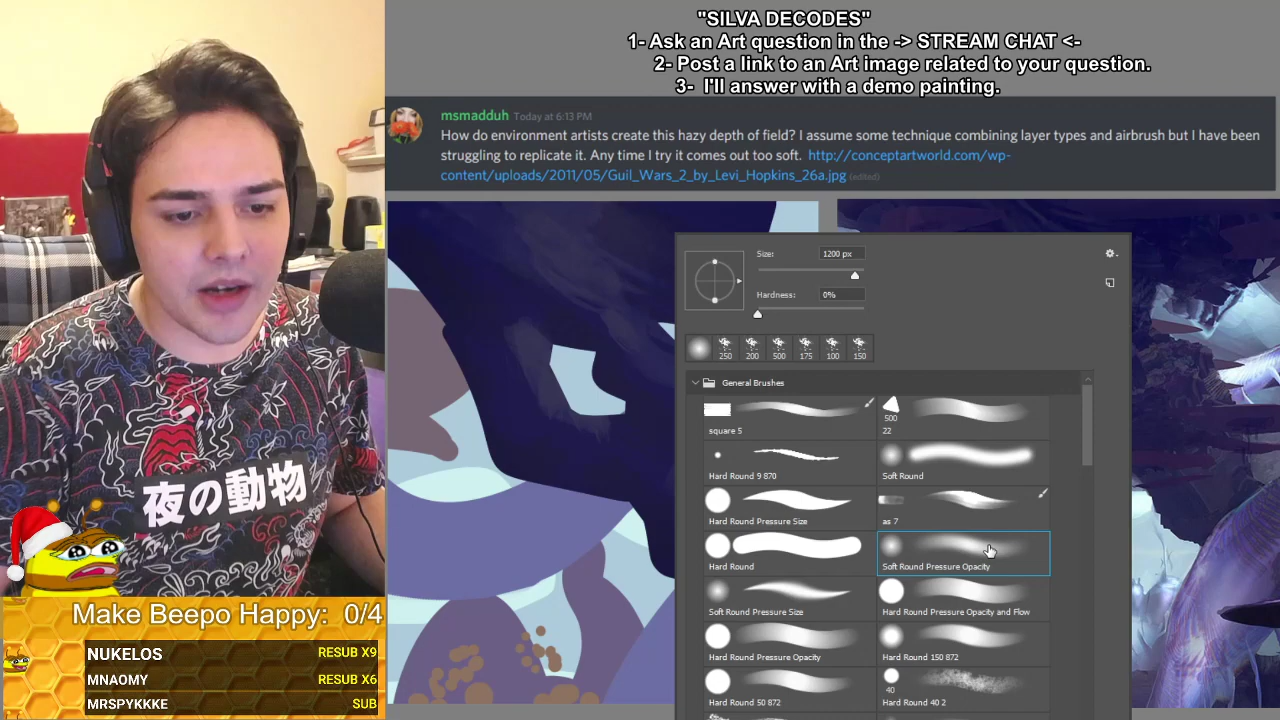 "SILVA DECODES"
1- Ask an Art question in the -> STREAM CHAT <-
2- Post a link to an Art image related to your question.
3- I'll answer with a demo painting.
msmadduh Today at 6:13 PM
How do environment artists create this hazy depth of field? I assume some technique combining layer types and airbrush but I have been
struggling to replicate it. Any time I try it comes out too soft. http://conceptartworld.com/wp-
content/uploads/2011/05/Guil_Wars_2_by_Levi_Hopkins_26a.jpg (edited)
Size: 1200 px
Hardness: 0%
250 200 500 175 100 150
General Brushes
square 5
500
22
Hard Round 9 870
Soft Round
Hard Round Pressure Size
as 7
Hard Round
Soft Round Pressure Opacity
Soft Round Pressure Size
Hard Round Pressure Opacity and Flow
Hard Round Pressure Opacity
Hard Round 150 872
Hard Round 50 872
40
Hard Round 40 2
夜の動物
Make Beepo Happy: 0/4
NUKELOS RESUB X9
MNAOMY RESUB X6
MRSPYKKKE SUB